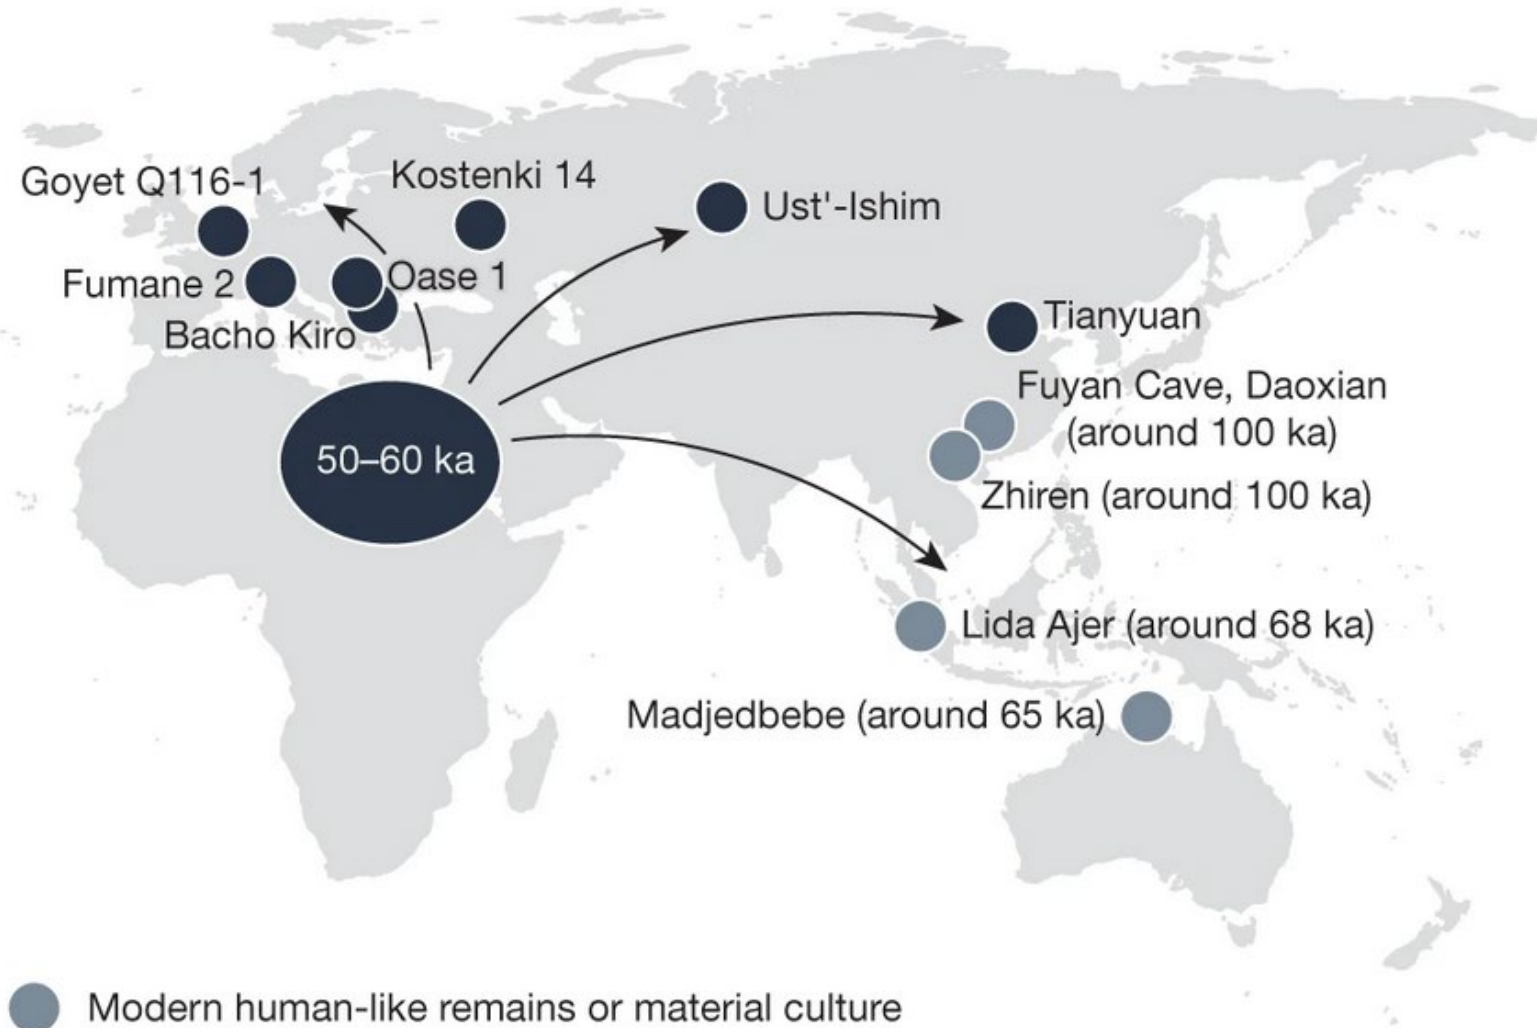 Goyet Q116-1
Kostenki 14
Ust'-Ishim
Fumane 2
Oase 1
Bacho Kiro
Tianyuan
Fuyan Cave, Daoxian
(around 100 ka)
50–60 ka
Zhiren (around 100 ka)
Lida Ajer (around 68 ka)
Madjedbebe (around 65 ka)
Modern human-like remains or material culture